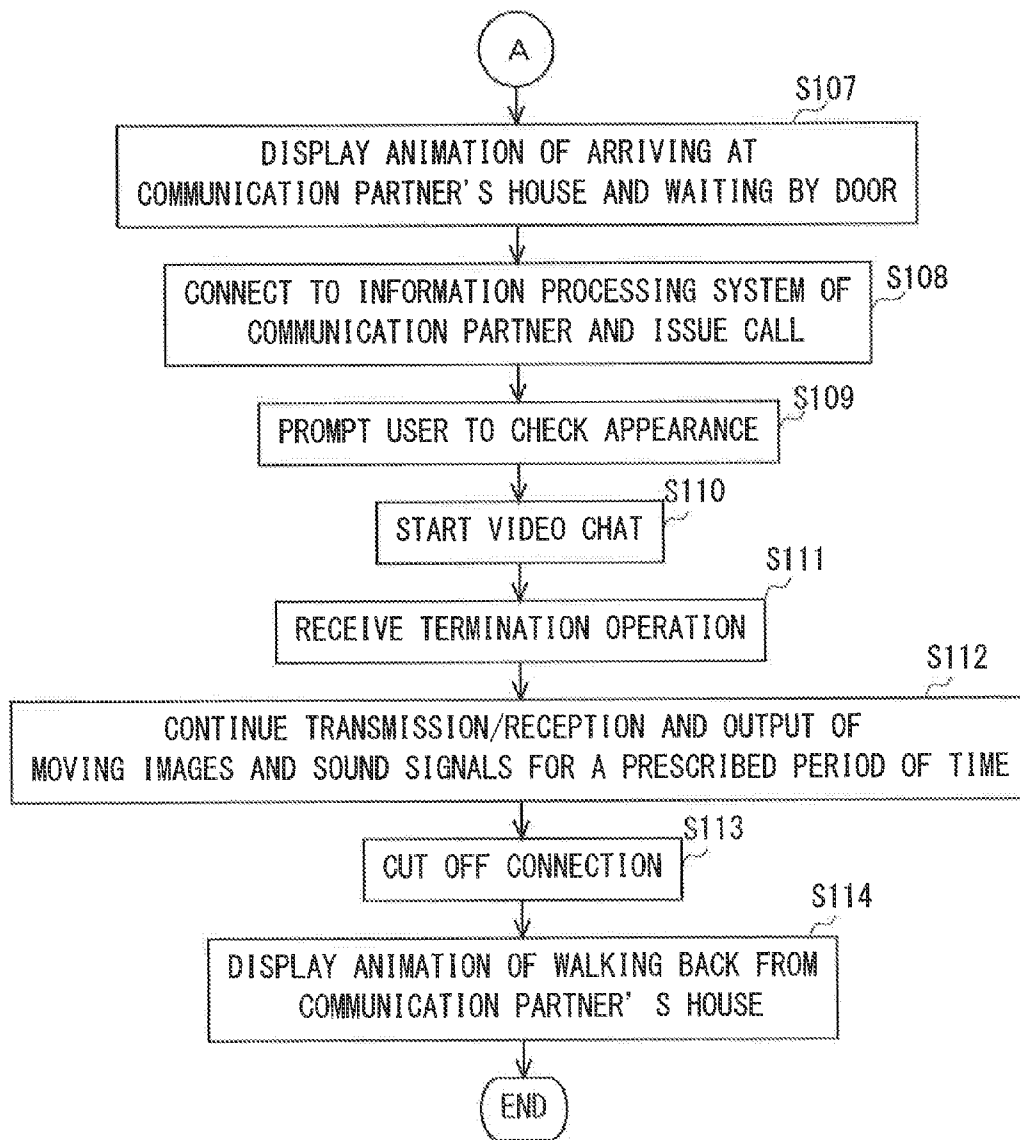 A
S107
DISPLAY ANIMATION OF ARRIVING AT
COMMUNICATION PARTNER'S HOUSE AND WAITING BY DOOR
S108
CONNECT TO INFORMATION PROCESSING SYSTEM OF
COMMUNICATION PARTNER AND ISSUE CALL
S109
PROMPT USER TO CHECK APPEARANCE
S110
START VIDEO CHAT
S111
RECEIVE TERMINATION OPERATION
S112
CONTINUE TRANSMISSION/RECEPTION AND OUTPUT OF
MOVING IMAGES AND SOUND SIGNALS FOR A PRESCRIBED PERIOD OF TIME
S113
CUT OFF CONNECTION
S114
DISPLAY ANIMATION OF WALKING BACK FROM
COMMUNICATION PARTNER' S HOUSE
END